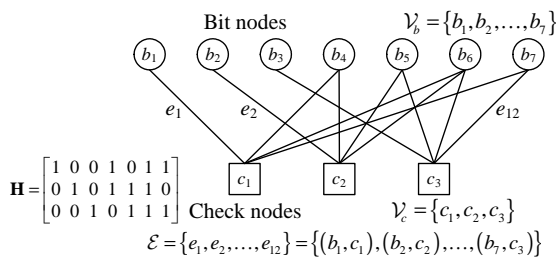 Bit nodes 𝒱_b = {b_1, b_2, ..., b_7}
b_1 b_2 b_3 b_4 b_5 b_6 b_7
e_1 e_2 e_12
c_1 c_2 c_3
H = [1 0 0 1 0 1 1
0 1 0 1 1 1 0
0 0 1 0 1 1 1]
Check nodes 𝒱_c = {c_1, c_2, c_3}
ℰ = {e_1, e_2, ..., e_12} = {(b_1, c_1), (b_2, c_2), ..., (b_7, c_3)}